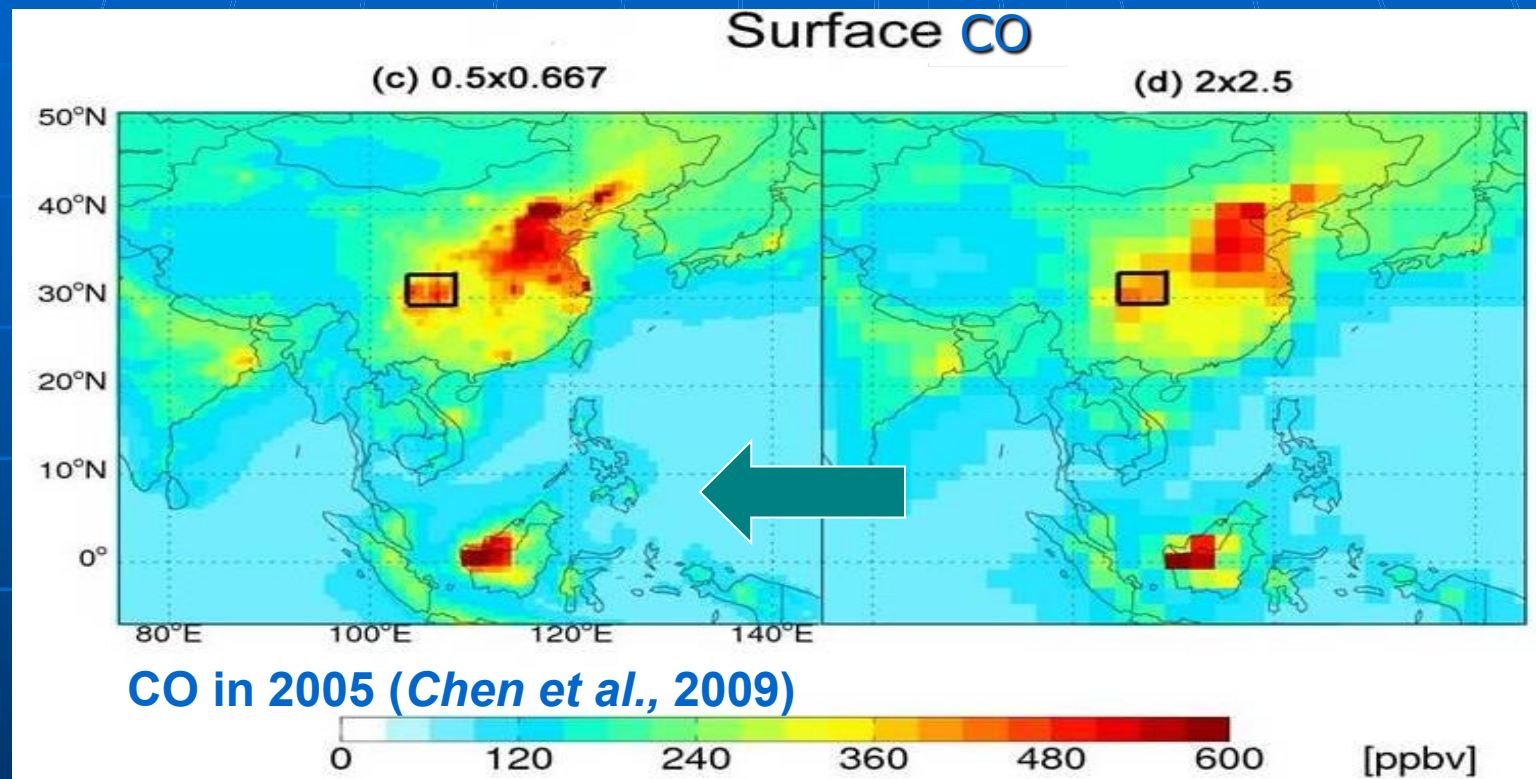 Surface CO
(c) 0.5x0.667
(d) 2x2.5
50°N
40°N
30°N
20°N
10°N
0°
80°E 100°E 120°E 140°E
CO in 2005 (Chen et al., 2009)
0 120 240 360 480 600 [ppbv]